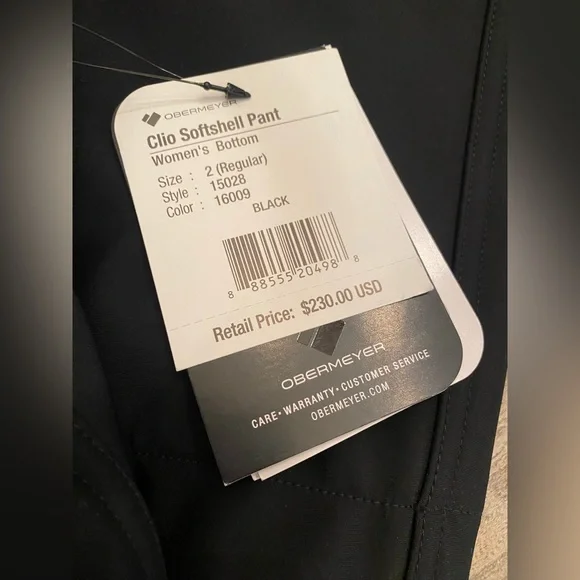 OBERMEYER
Clio Softshell Pant
Women's Bottom
Size : 2 (Regular)
Style : 15028
Color : 16009
BLACK
8 88555 20498 8
Retail Price: $230.00 USD
OBERMEYER
CARE • WARRANTY • CUSTOMER SERVICE
OBERMEYER.COM